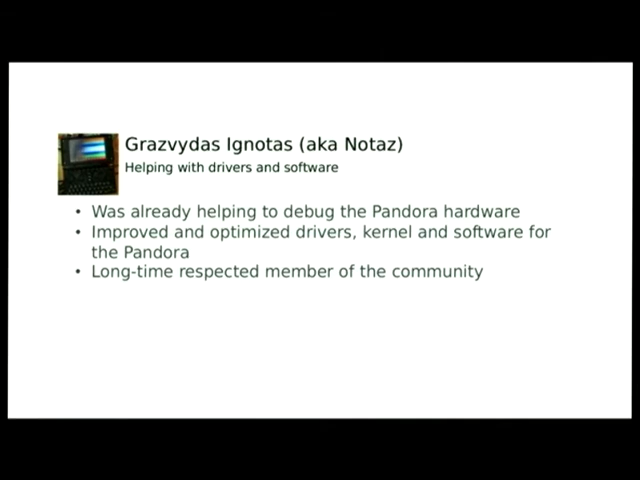 Grazvydas Ignotas (aka Notaz)
Helping with drivers and software
• Was already helping to debug the Pandora hardware
• Improved and optimized drivers, kernel and software for
the Pandora
• Long-time respected member of the community